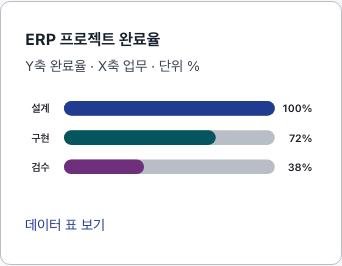 ERP 프로젝트 완료율
Y축 완료율 · X축 업무 · 단위 %
설계 100%
구현 72%
검수 38%
데이터 표 보기